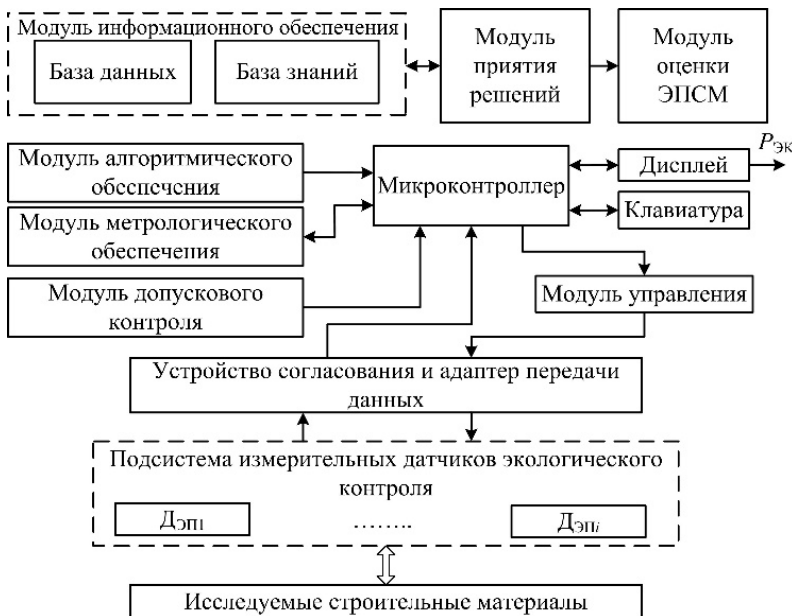 Модуль информационного обеспечения
База данных
База знаний
Модуль
приятия
решений
Модуль
оценки
ЭПСМ
Модуль алгоритмического
обеспечения
Микроконтроллер
Дисплей
Pэк
Клавиатура
Модуль метрологического
обеспечения
Модуль допускового
контроля
Модуль управления
Устройство согласования и адаптер передачи
данных
Подсистема измерительных датчиков экологического
контроля
Дэп1
........
Дэпi
Исследуемые строительные материалы